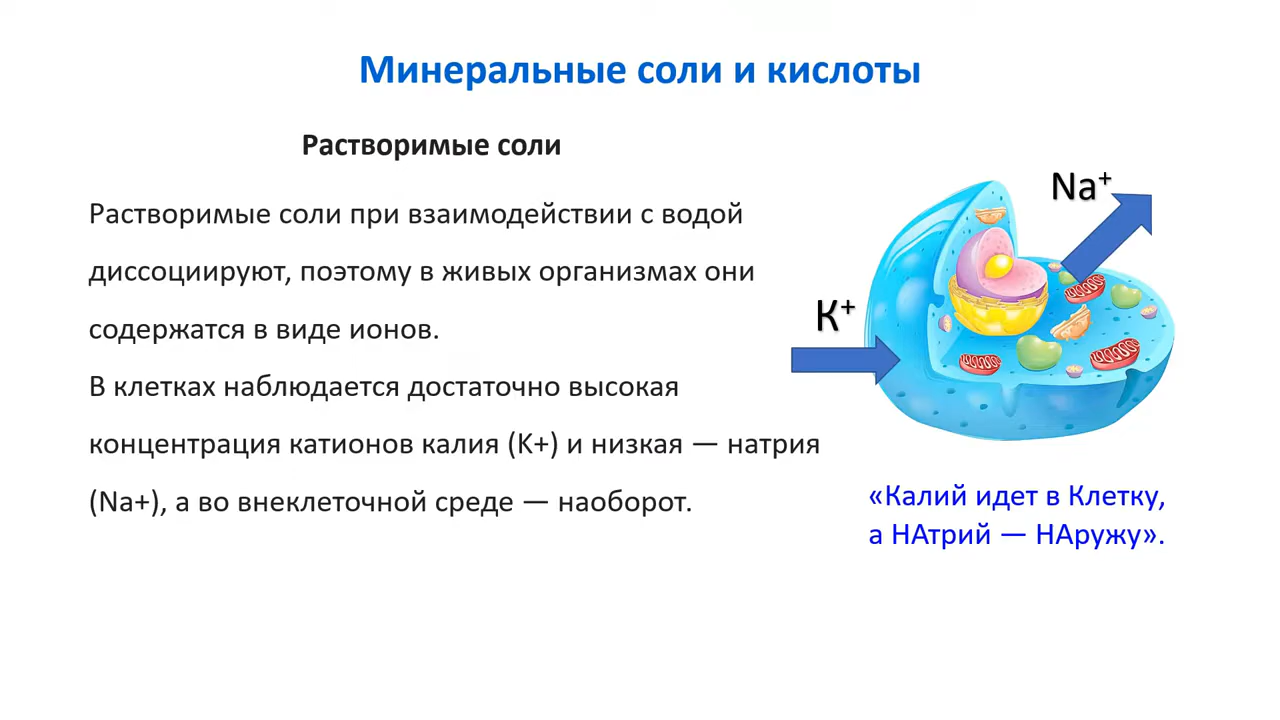 Минеральные соли и кислоты
Растворимые соли
Растворимые соли при взаимодействии с водой
диссоциируют, поэтому в живых организмах они
содержатся в виде ионов.
В клетках наблюдается достаточно высокая
концентрация катионов калия (K+) и низкая — натрия
(Na+), а во внеклеточной среде — наоборот.
Na⁺
К⁺
«Калий идет в Клетку,
а НАтрий — НАружу».